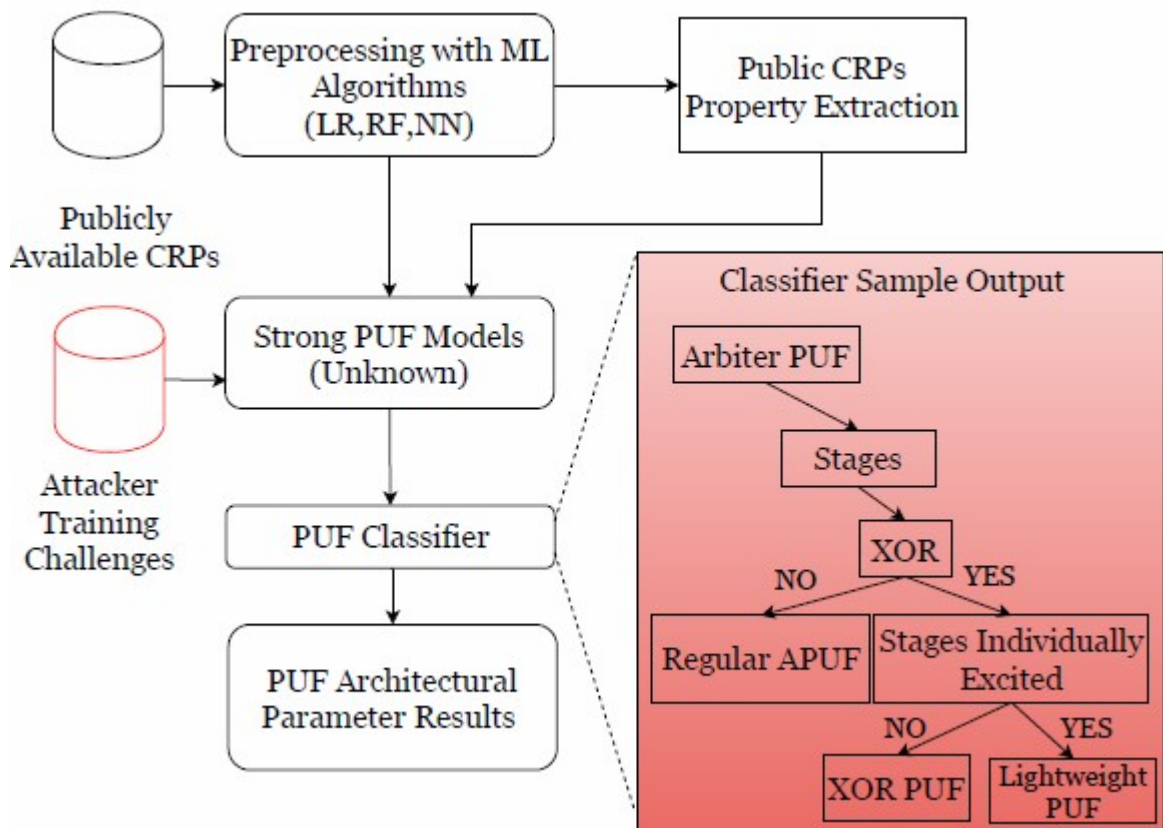 Preprocessing with ML
Algorithms
(LR,RF,NN)
Public CRPs
Property Extraction
Publicly
Available CRPs
Strong PUF Models
(Unknown)
Attacker
Training
Challenges
PUF Classifier
PUF Architectural
Parameter Results
Classifier Sample Output
Arbiter PUF
Stages
XOR
NO
YES
Regular APUF
Stages Individually
Excited
NO
YES
XOR PUF
Lightweight
PUF